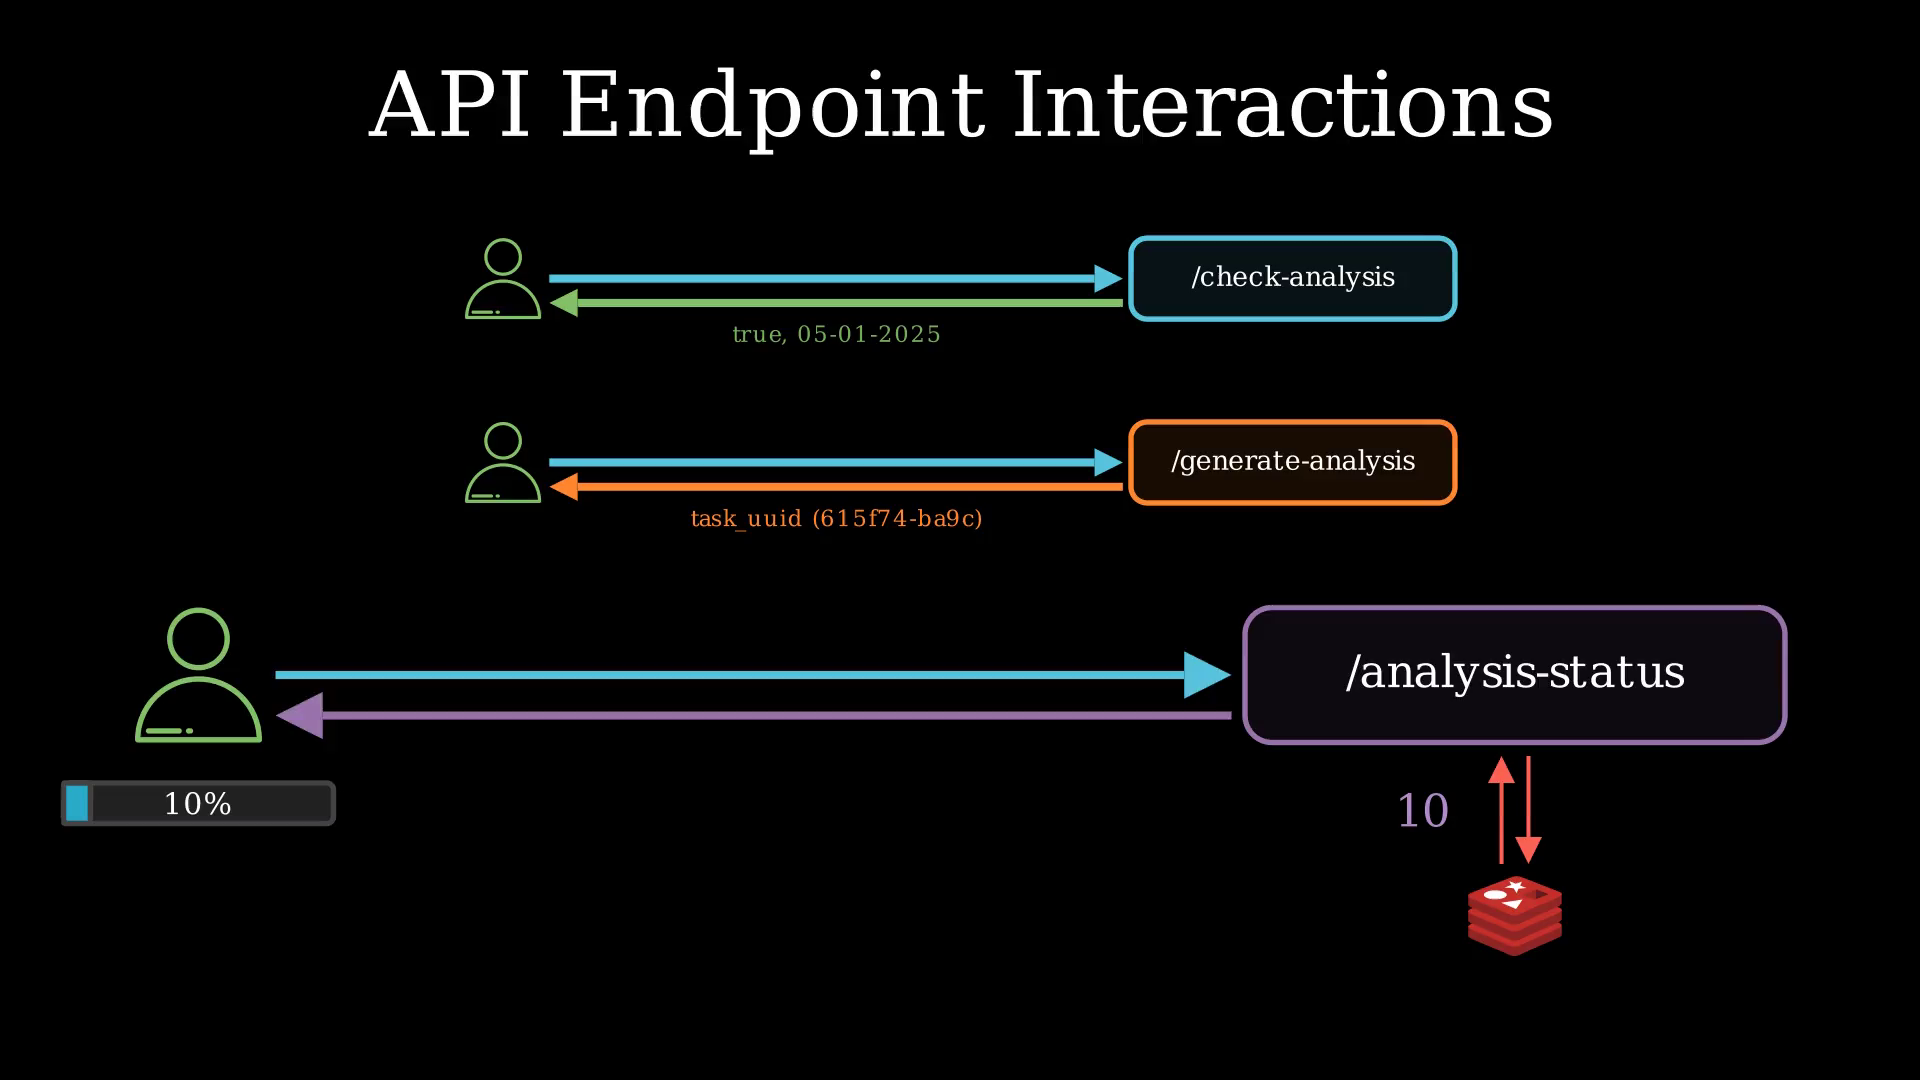 API Endpoint Interactions
/check-analysis
true, 05-01-2025
/generate-analysis
task_uuid (615f74-ba9c)
/analysis-status
10%
10